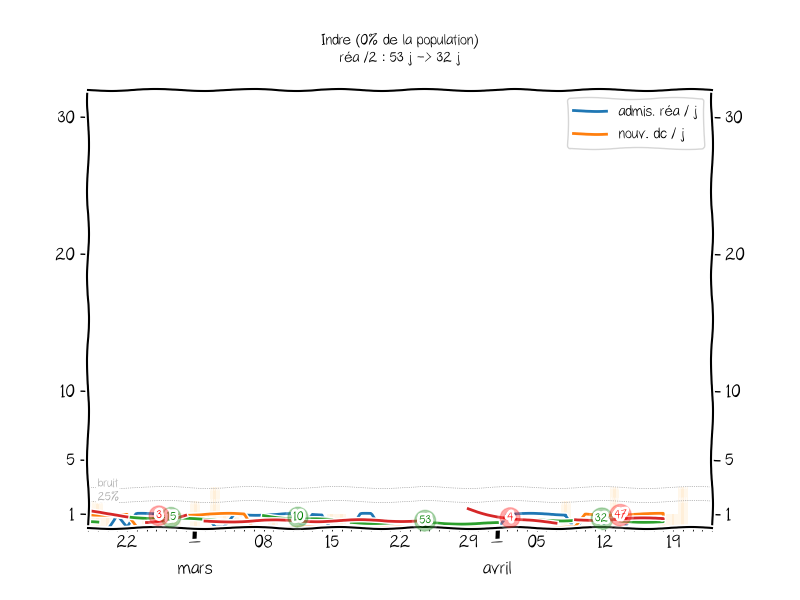 Indre (0% de la population)
réa /2 : 53 j -> 32 j
admis. réa / j
nouv. dc / j
30 30
20 20
10 10
5 5
bruit
25%
1 3 5 10 53 4 32 47 1
22 08 15 22 29 05 12 19
mars avril